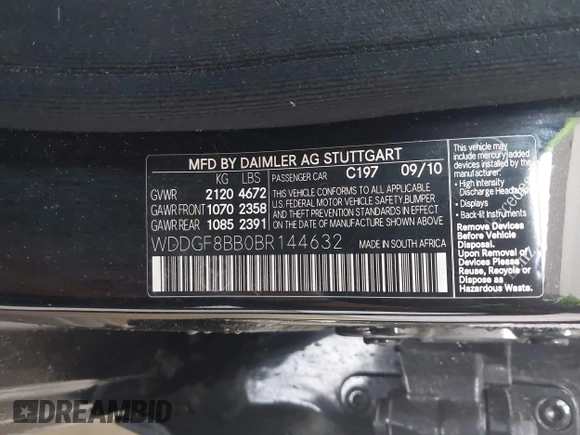 MFD BY DAIMLER AG STUTTGART
KG LBS
GVWR 2120 4672
GAWR FRONT 1070 2358
GAWR REAR 1085 2391
PASSENGER CAR C197 09/10
THIS VEHICLE CONFORMS TO ALL APPLICABLE
U.S. FEDERAL MOTOR VEHICLE SAFETY, BUMPER,
AND THEFT PREVENTION STANDARDS IN EFFECT
ON THE DATE OF MANUFACTURE SHOWN ABOVE.
WDDGF8BB0BR144632
This vehicle may
include mercury-added
devices installed by the
manufacturer:
• High Intensity
Discharge Headlamps
• Displays
• Back-lit Instruments
Remove Devices
Before Vehicle
Disposal.
Upon Removal of
Devices Please
Reuse, Recycle or
Dispose as
Hazardous Waste.
DREAMBID